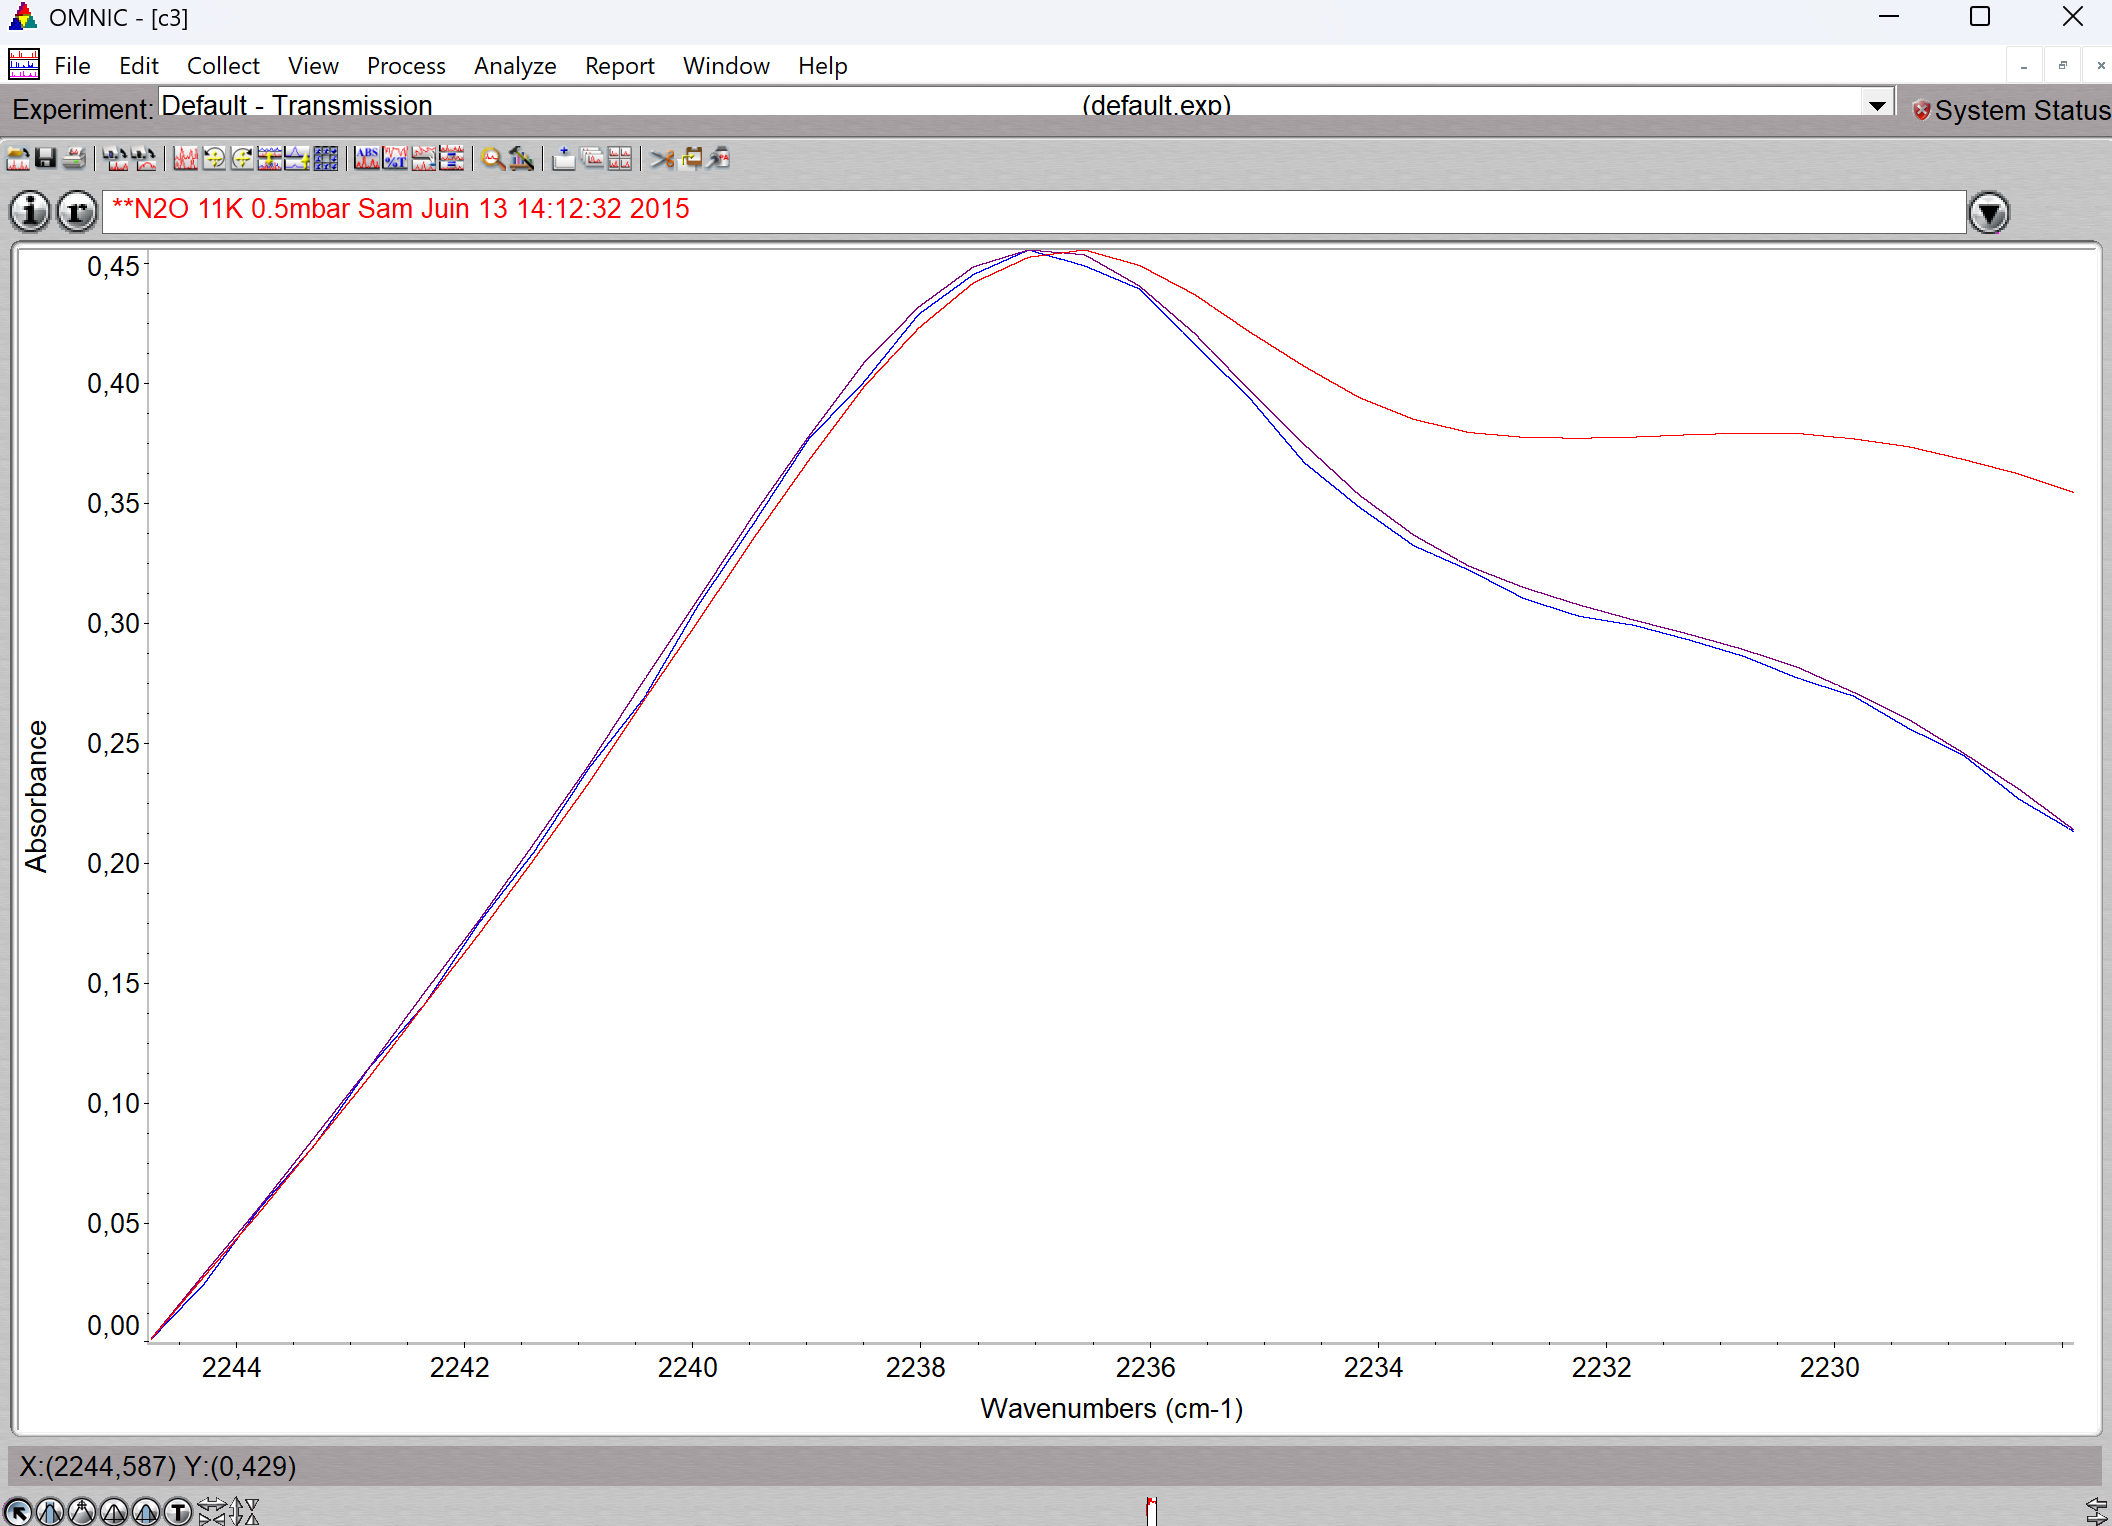 OMNIC - [c3]
File Edit Collect View Process Analyze Report Window Help
Experiment: Default - Transmission (default.exp) System Status
ABS %T
i r **N2O 11K 0.5mbar Sam Juin 13 14:12:32 2015
0,45
0,40
0,35
0,30
0,25
0,20
0,15
0,10
0,05
0,00
Absorbance
2244 2242 2240 2238 2236 2234 2232 2230
Wavenumbers (cm-1)
X:(2244,587) Y:(0,429)
T